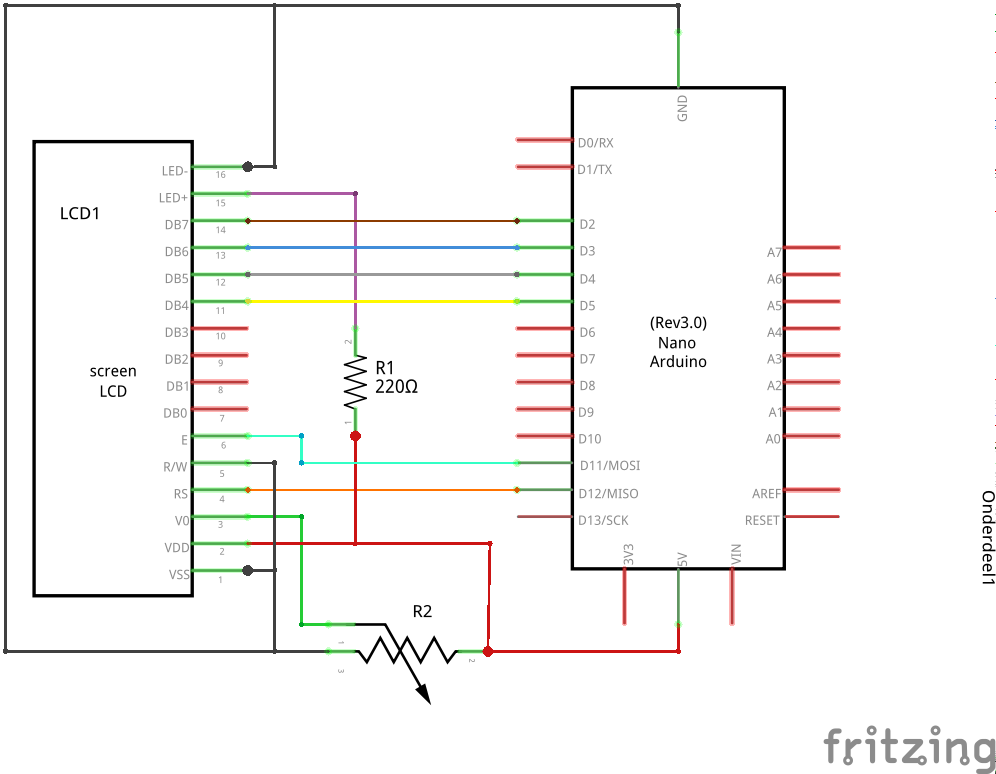 GND
D0/RX
D1/TX
LED-
16
LED+
15
LCD1
DB7
14
D2
DB6
13
D3
A7
DB5
12
D4
A6
DB4
11
D5
A5
DB3
10
D6
A4
(Rev3.0)
Nano
Arduino
2
DB2
9
D7
A3
screen
LCD
R1
220Ω
DB1
8
D8
A2
DB0
7
D9
A1
1
E
6
D10
A0
R/W
5
D11/MOSI
RS
4
D12/MISO
AREF
V0
3
D13/SCK
RESET
VDD
2
3V3
5V
VIN
VSS
1
Onderdeel1
R2
1
3
2
fritzing